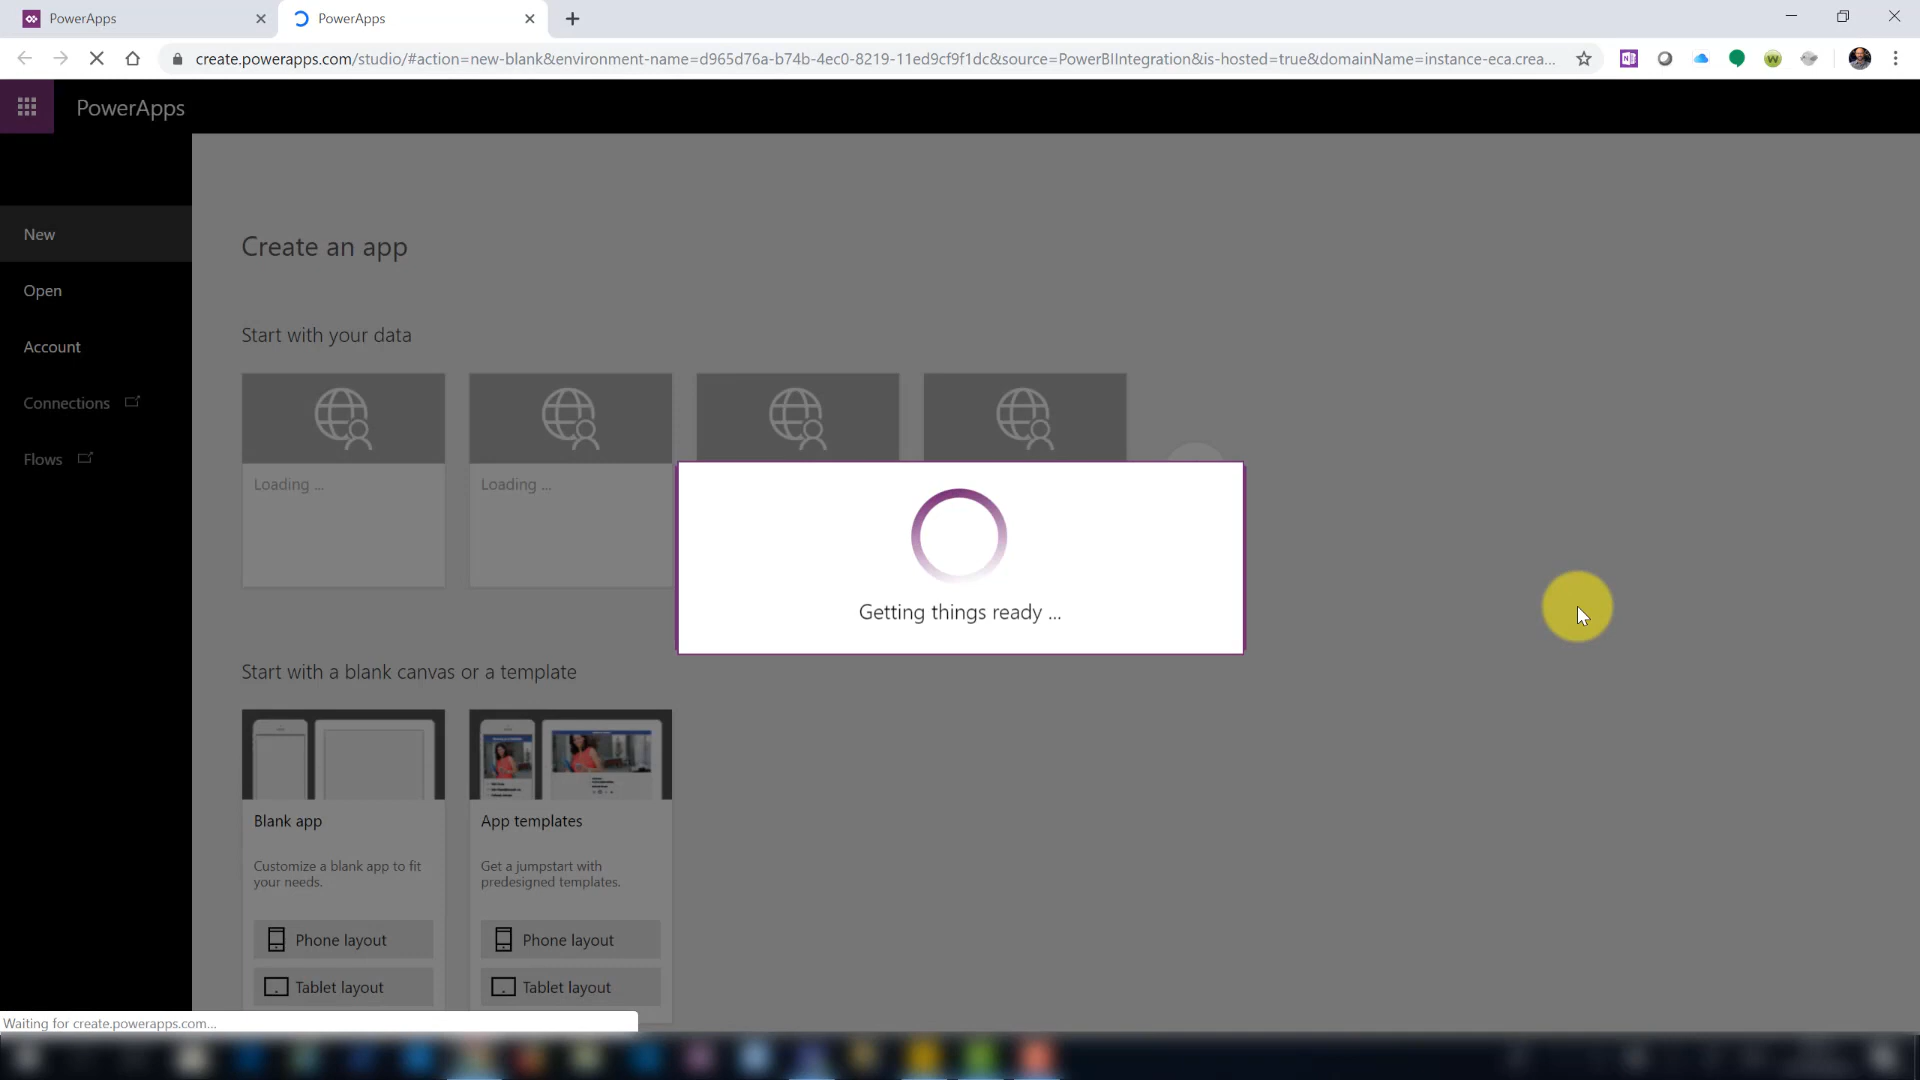 PowerApps
PowerApps
create.powerapps.com/studio/#action=new-blank&environment-name=d965d76a-b74b-4ec0-8219-11ed9cf9f1dc&source=PowerBIIntegration&is-hosted=true&domainName=instance-eca.crea...
PowerApps
New
Open
Account
Connections
Flows
Create an app
Start with your data
Loading ...
Loading ...
Getting things ready ...
Start with a blank canvas or a template
Blank app
Customize a blank app to fit
your needs.
Phone layout
Tablet layout
App templates
Get a jumpstart with
predesigned templates.
Phone layout
Tablet layout
Waiting for create.powerapps.com...